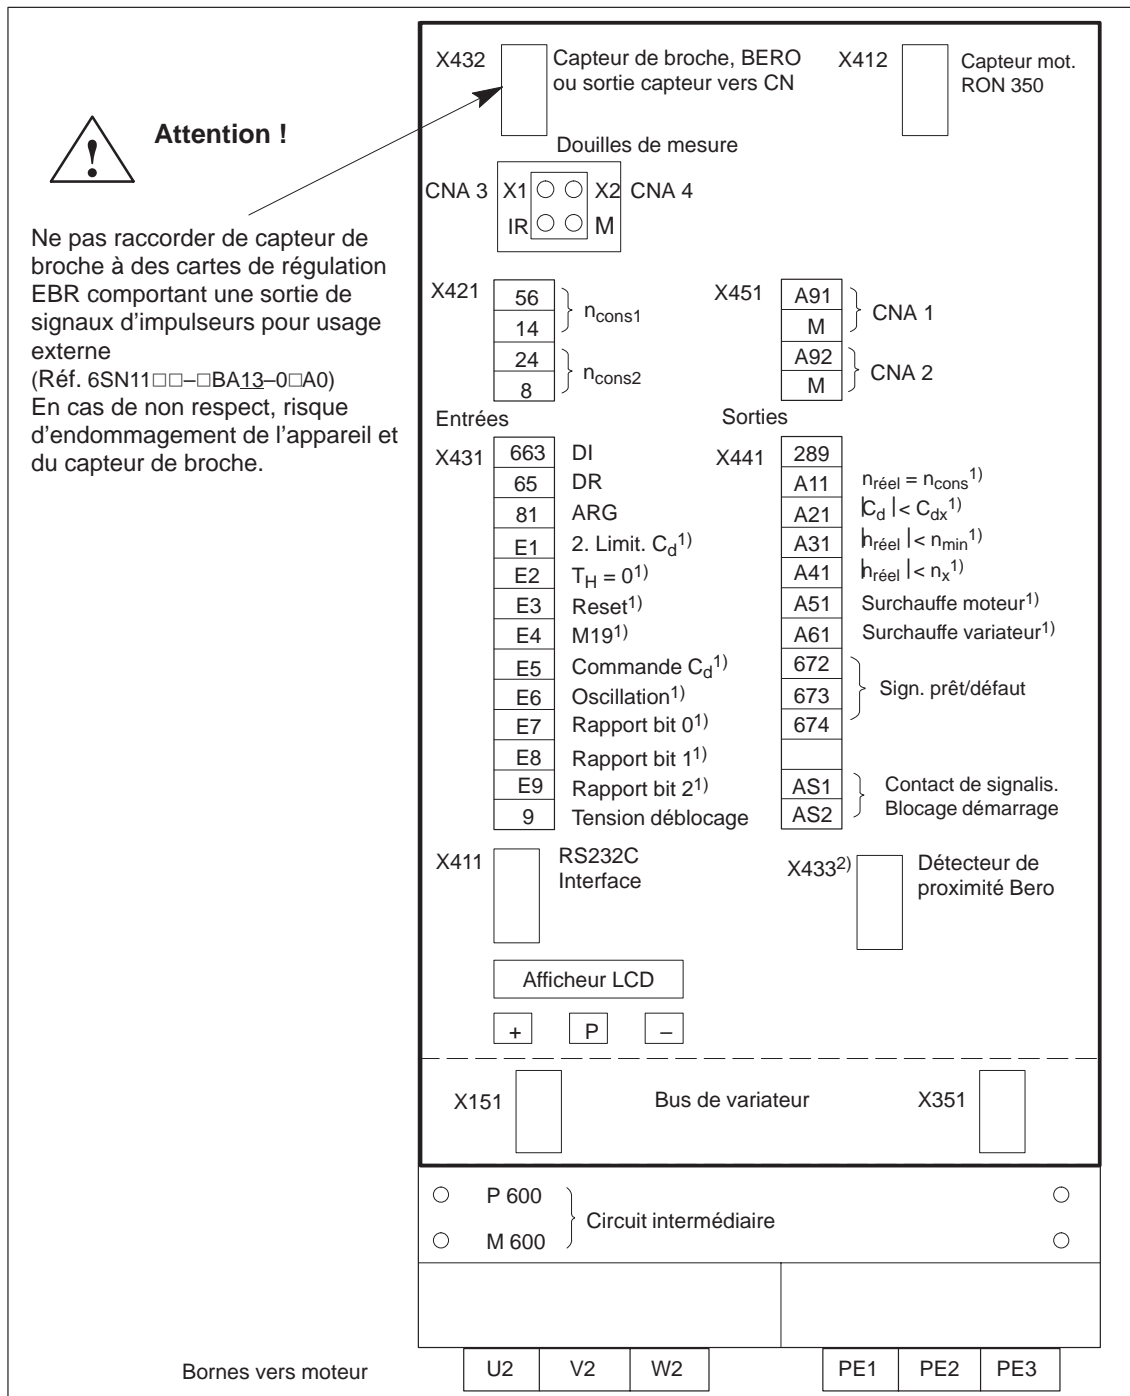 X432
Capteur de broche, BERO
ou sortie capteur vers CN
X412
Capteur mot.
RON 350
!
Attention !
Douilles de mesure
CNA 3 X1 X2 CNA 4
IR M
Ne pas raccorder de capteur de
broche à des cartes de régulation
EBR comportant une sortie de
signaux d'impulseurs pour usage
externe
(Réf. 6SN11□□–□BA13–0□A0)
En cas de non respect, risque
d'endommagement de l'appareil et
du capteur de broche.
X421
56
14
ncons1
24
8
ncons2
X451
A91
M
CNA 1
A92
M
CNA 2
Entrées
X431
663 DI
65 DR
81 ARG
E1 2. Limit. Cd1)
E2 TH = 01)
E3 Reset1)
E4 M191)
E5 Commande Cd1)
E6 Oscillation1)
E7 Rapport bit 01)
E8 Rapport bit 11)
E9 Rapport bit 21)
9 Tension déblocage
Sorties
X441
289
A11 nréel = ncons1)
A21 |Cd| < Cdx1)
A31 |nréel| < nmin1)
A41 |nréel| < nx1)
A51 Surchauffe moteur1)
A61 Surchauffe variateur1)
672
673 Sign. prêt/défaut
674
AS1 Contact de signalis.
AS2 Blocage démarrage
X411
RS232C
Interface
X4332)
Détecteur de
proximité Bero
Afficheur LCD
+ P –
X151 Bus de variateur X351
P 600
M 600
Circuit intermédiaire
Bornes vers moteur U2 V2 W2 PE1 PE2 PE3